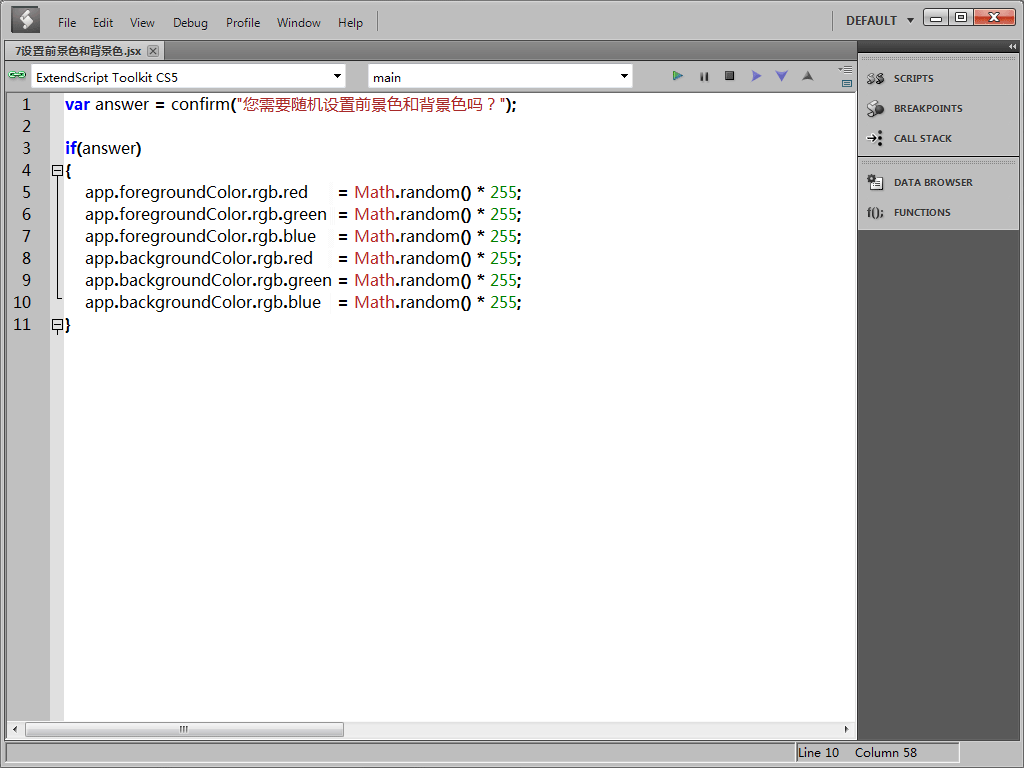 File Edit View Debug Profile Window Help DEFAULT
7设置前景色和背景色.jsx
ExtendScript Toolkit CS5 main
1 var answer = confirm("您需要随机设置前景色和背景色吗？");
2
3 if(answer)
4 {
5 app.foregroundColor.rgb.red = Math.random() * 255;
6 app.foregroundColor.rgb.green = Math.random() * 255;
7 app.foregroundColor.rgb.blue = Math.random() * 255;
8 app.backgroundColor.rgb.red = Math.random() * 255;
9 app.backgroundColor.rgb.green = Math.random() * 255;
10 app.backgroundColor.rgb.blue = Math.random() * 255;
11 }
SCRIPTS
BREAKPOINTS
CALL STACK
DATA BROWSER
f(); FUNCTIONS
Line 10 Column 58